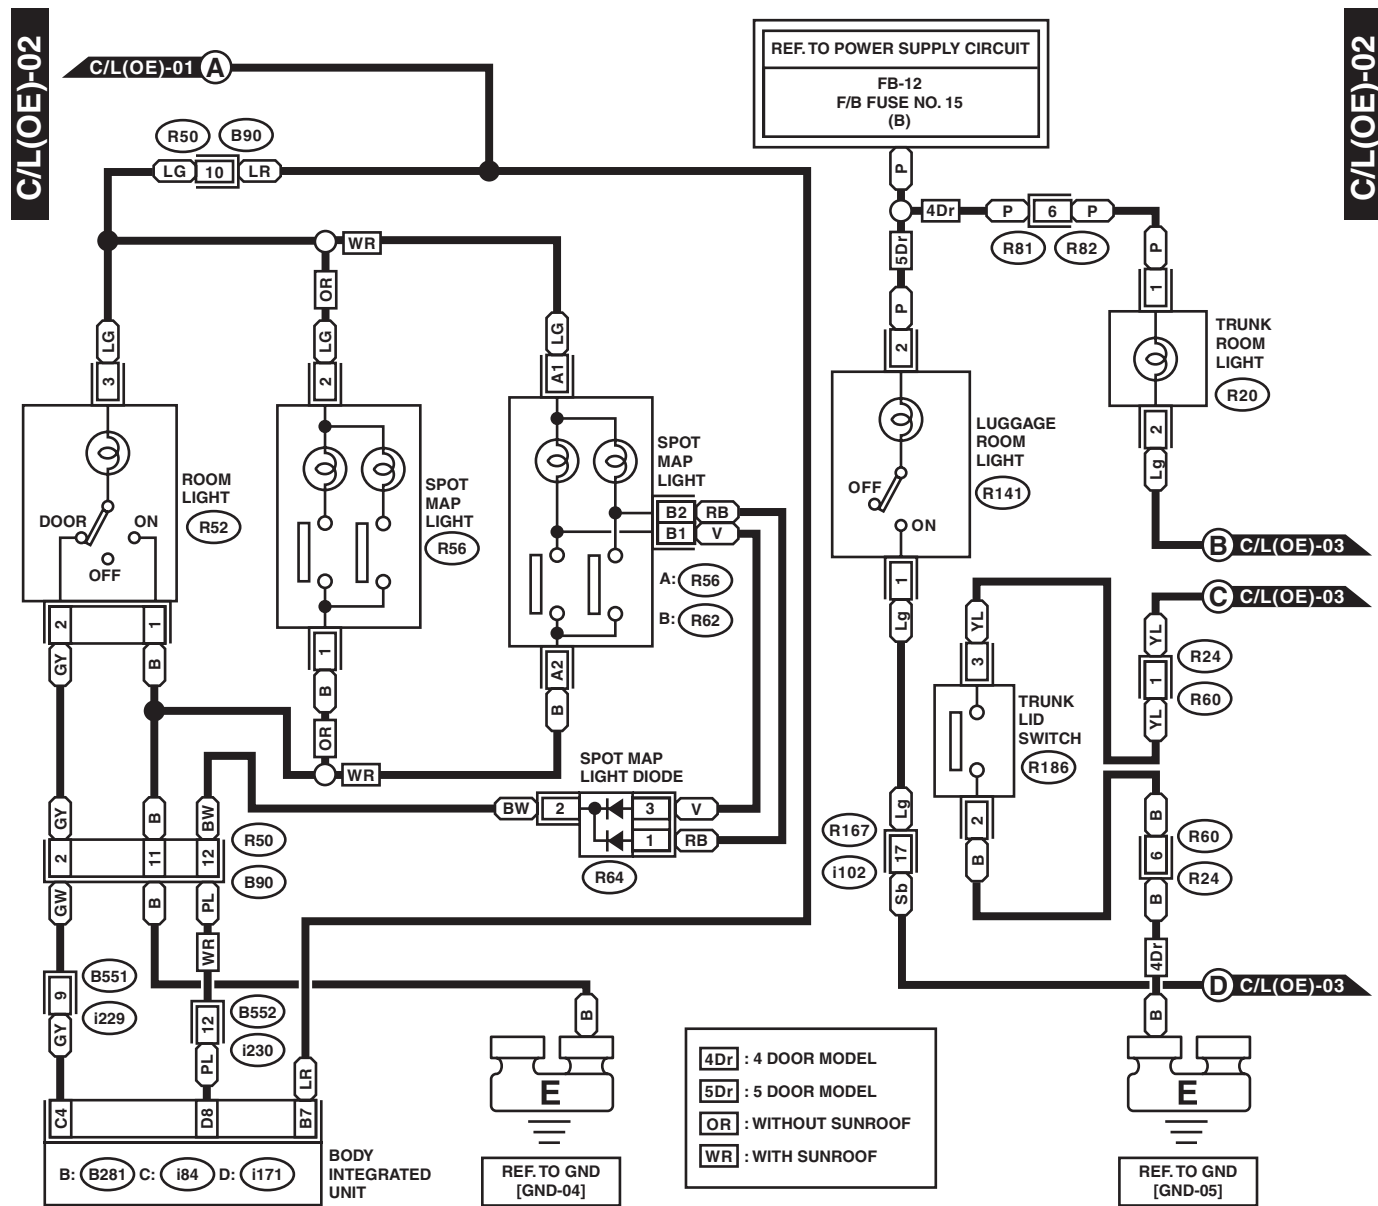 C/L(OE)-02
C/L(OE)-02
C/L(OE)-01 A
REF. TO POWER SUPPLY CIRCUIT
FB-12
F/B FUSE NO. 15
(B)
R50 B90
LG 10 LR
P
4Dr P 6 P
R81 R82
5Dr
P
2
P
1
WR
OR
LG
3
LG
2
LG
A1
TRUNK
ROOM
LIGHT
R20
2
Lg
B C/L(OE)-03
C C/L(OE)-03
ROOM
LIGHT
R52
DOOR
ON
OFF
2
1
GY
B
SPOT
MAP
LIGHT
R56
1
B
OR
WR
SPOT
MAP
LIGHT
B2 RB
B1 V
A: R56
B: R62
A2
B
LUGGAGE
ROOM
LIGHT
R141
OFF
ON
1
Lg
YL
3
TRUNK
LID
SWITCH
R186
2
B
YL
1
YL
R24
R60
SPOT MAP
LIGHT DIODE
BW 2 3 V
1 RB
R64
GY
B
BW
2
11
12
R50
B90
GW
B
PL
WR
Lg
17
Sb
R167
i102
B
6
B
R60
R24
4Dr
B
D C/L(OE)-03
9
GY
B551
i229
12
PL
B552
i230
LR
B
C4
D8
B7
B: B281 C: i84 D: i171
BODY
INTEGRATED
UNIT
E
REF. TO GND
[GND-04]
4Dr : 4 DOOR MODEL
5Dr : 5 DOOR MODEL
OR : WITHOUT SUNROOF
WR : WITH SUNROOF
E
REF. TO GND
[GND-05]